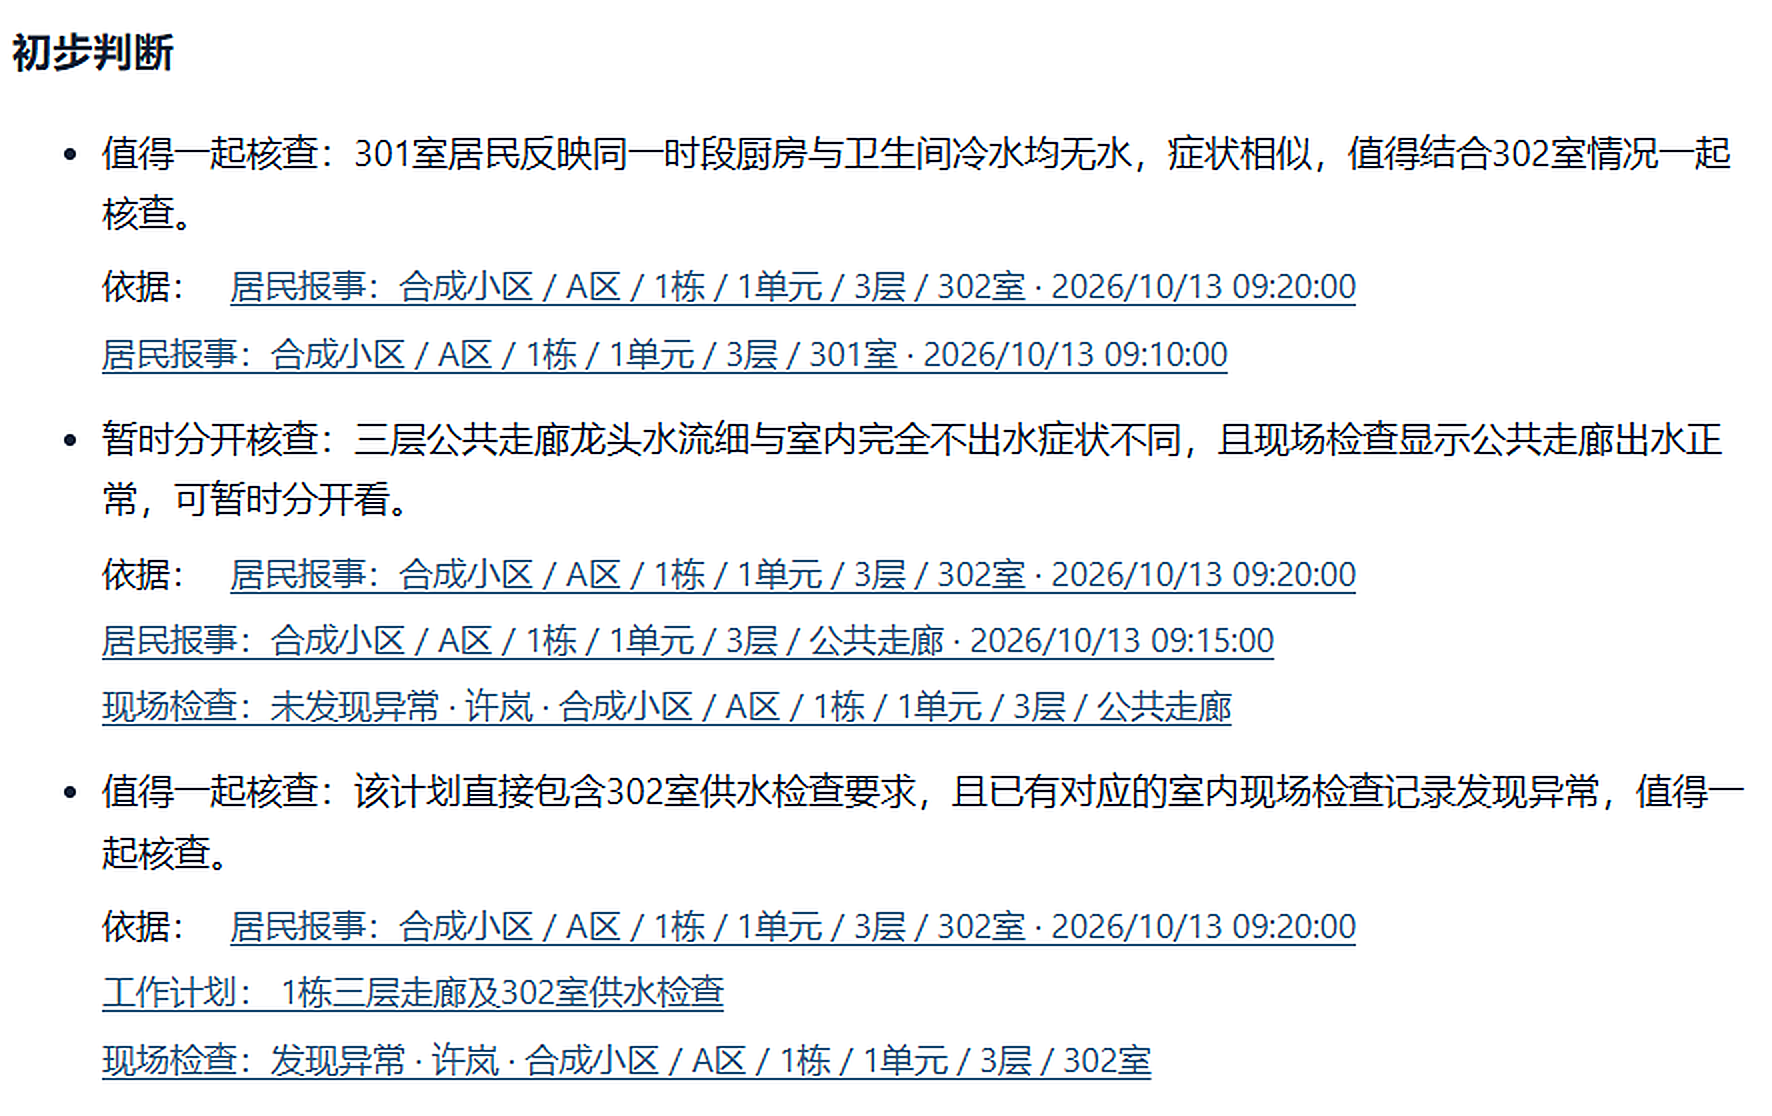 初步判断
• 值得一起核查：301室居民反映同一时段厨房与卫生间冷水均无水，症状相似，值得结合302室情况一起
核查。
依据： 居民报事：合成小区 / A区 / 1栋 / 1单元 / 3层 / 302室 · 2026/10/13 09:20:00
居民报事：合成小区 / A区 / 1栋 / 1单元 / 3层 / 301室 · 2026/10/13 09:10:00
• 暂时分开核查：三层公共走廊龙头水流细与室内完全不出水症状不同，且现场检查显示公共走廊出水正
常，可暂时分开看。
依据： 居民报事：合成小区 / A区 / 1栋 / 1单元 / 3层 / 302室 · 2026/10/13 09:20:00
居民报事：合成小区 / A区 / 1栋 / 1单元 / 3层 / 公共走廊 · 2026/10/13 09:15:00
现场检查：未发现异常 · 许岚 · 合成小区 / A区 / 1栋 / 1单元 / 3层 / 公共走廊
• 值得一起核查：该计划直接包含302室供水检查要求，且已有对应的室内现场检查记录发现异常，值得一
起核查。
依据： 居民报事：合成小区 / A区 / 1栋 / 1单元 / 3层 / 302室 · 2026/10/13 09:20:00
工作计划： 1栋三层走廊及302室供水检查
现场检查：发现异常 · 许岚 · 合成小区 / A区 / 1栋 / 1单元 / 3层 / 302室